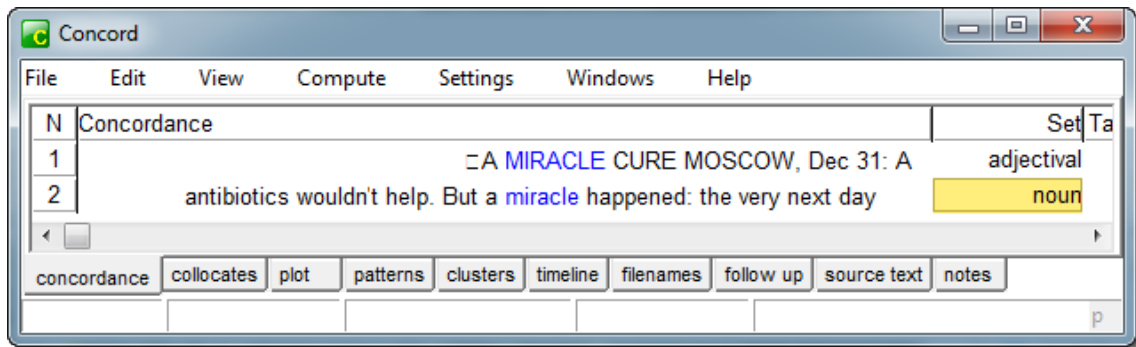 Concord
File Edit View Compute Settings Windows Help
N Concordance Set Ta
1 A MIRACLE CURE MOSCOW, Dec 31: A adjectival
2 antibiotics wouldn't help. But a miracle happened: the very next day noun
concordance collocates plot patterns clusters timeline filenames follow up source text notes
p